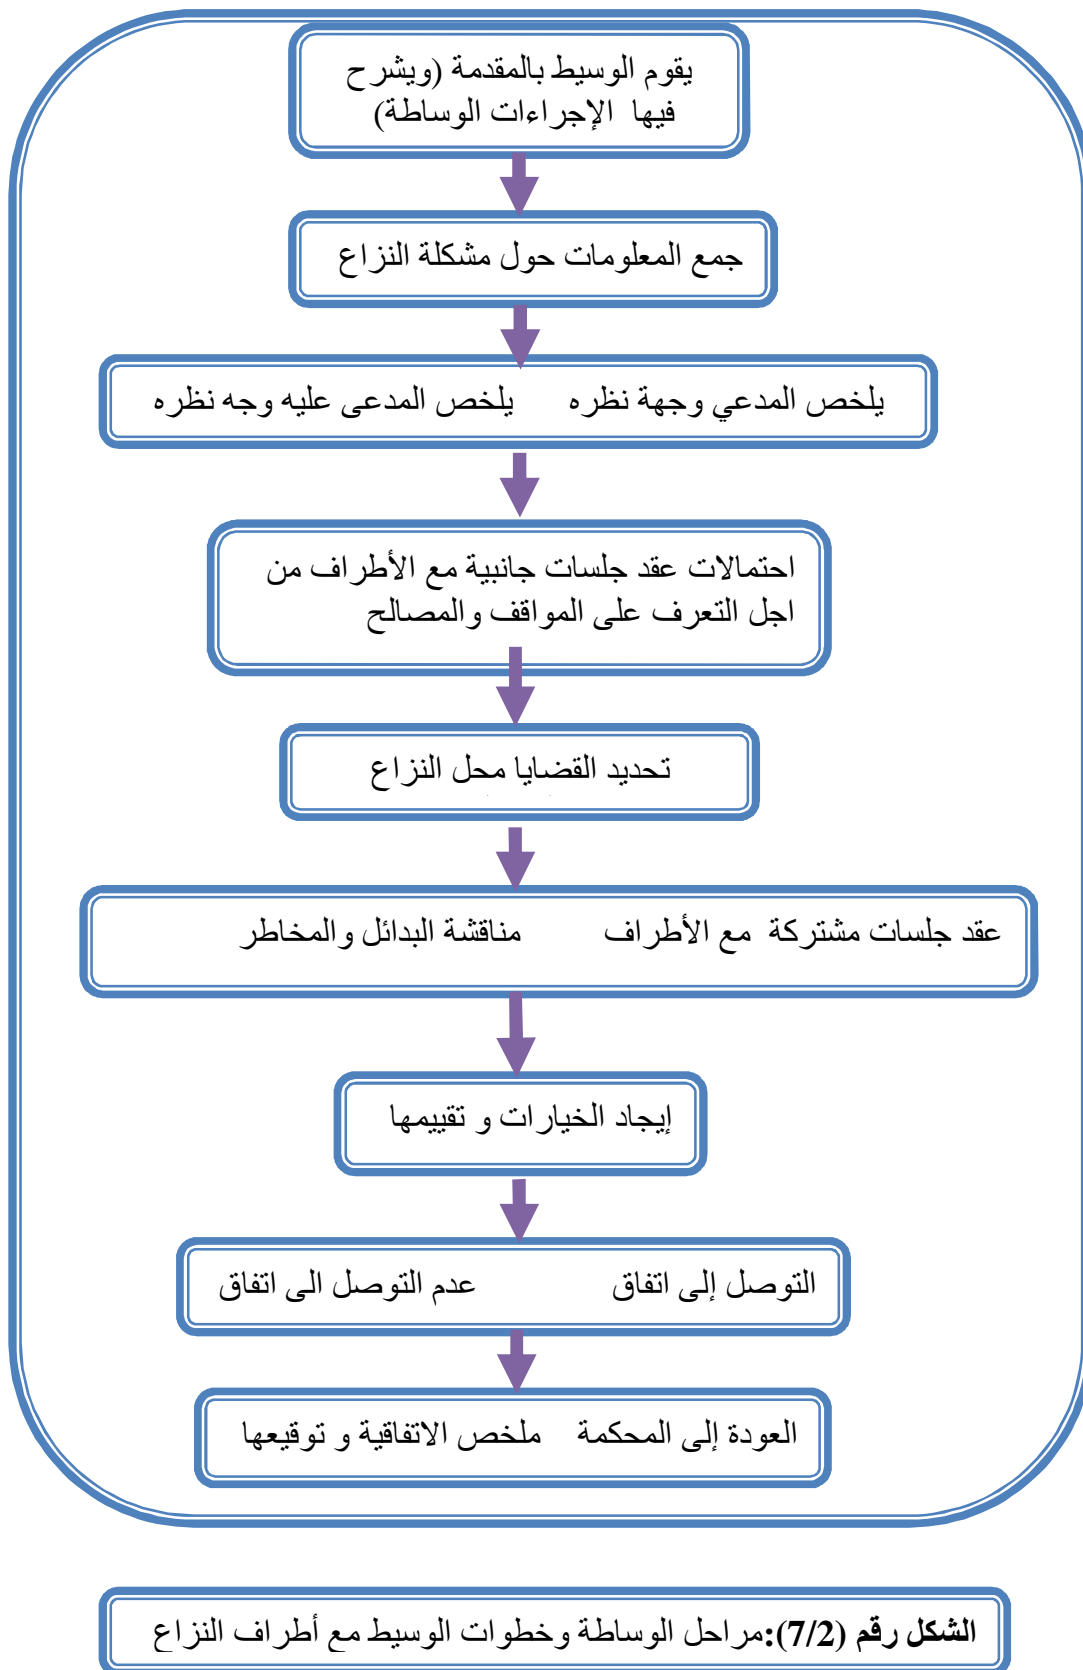 يقوم الوسيط بالمقدمة (ويشرح
فيها الإجراءات الوساطة)
جمع المعلومات حول مشكلة النزاع
يلخص المدعي وجهة نظره يلخص المدعى عليه وجه نظره
احتمالات عقد جلسات جانبية مع الأطراف من
اجل التعرف على المواقف والمصالح
تحديد القضايا محل النزاع
عقد جلسات مشتركة مع الأطراف مناقشة البدائل والمخاطر
إيجاد الخيارات و تقييمها
التوصل إلى اتفاق عدم التوصل الى اتفاق
العودة إلى المحكمة ملخص الاتفاقية و توقيعها
الشكل رقم (7/2):مراحل الوساطة وخطوات الوسيط مع أطراف النزاع